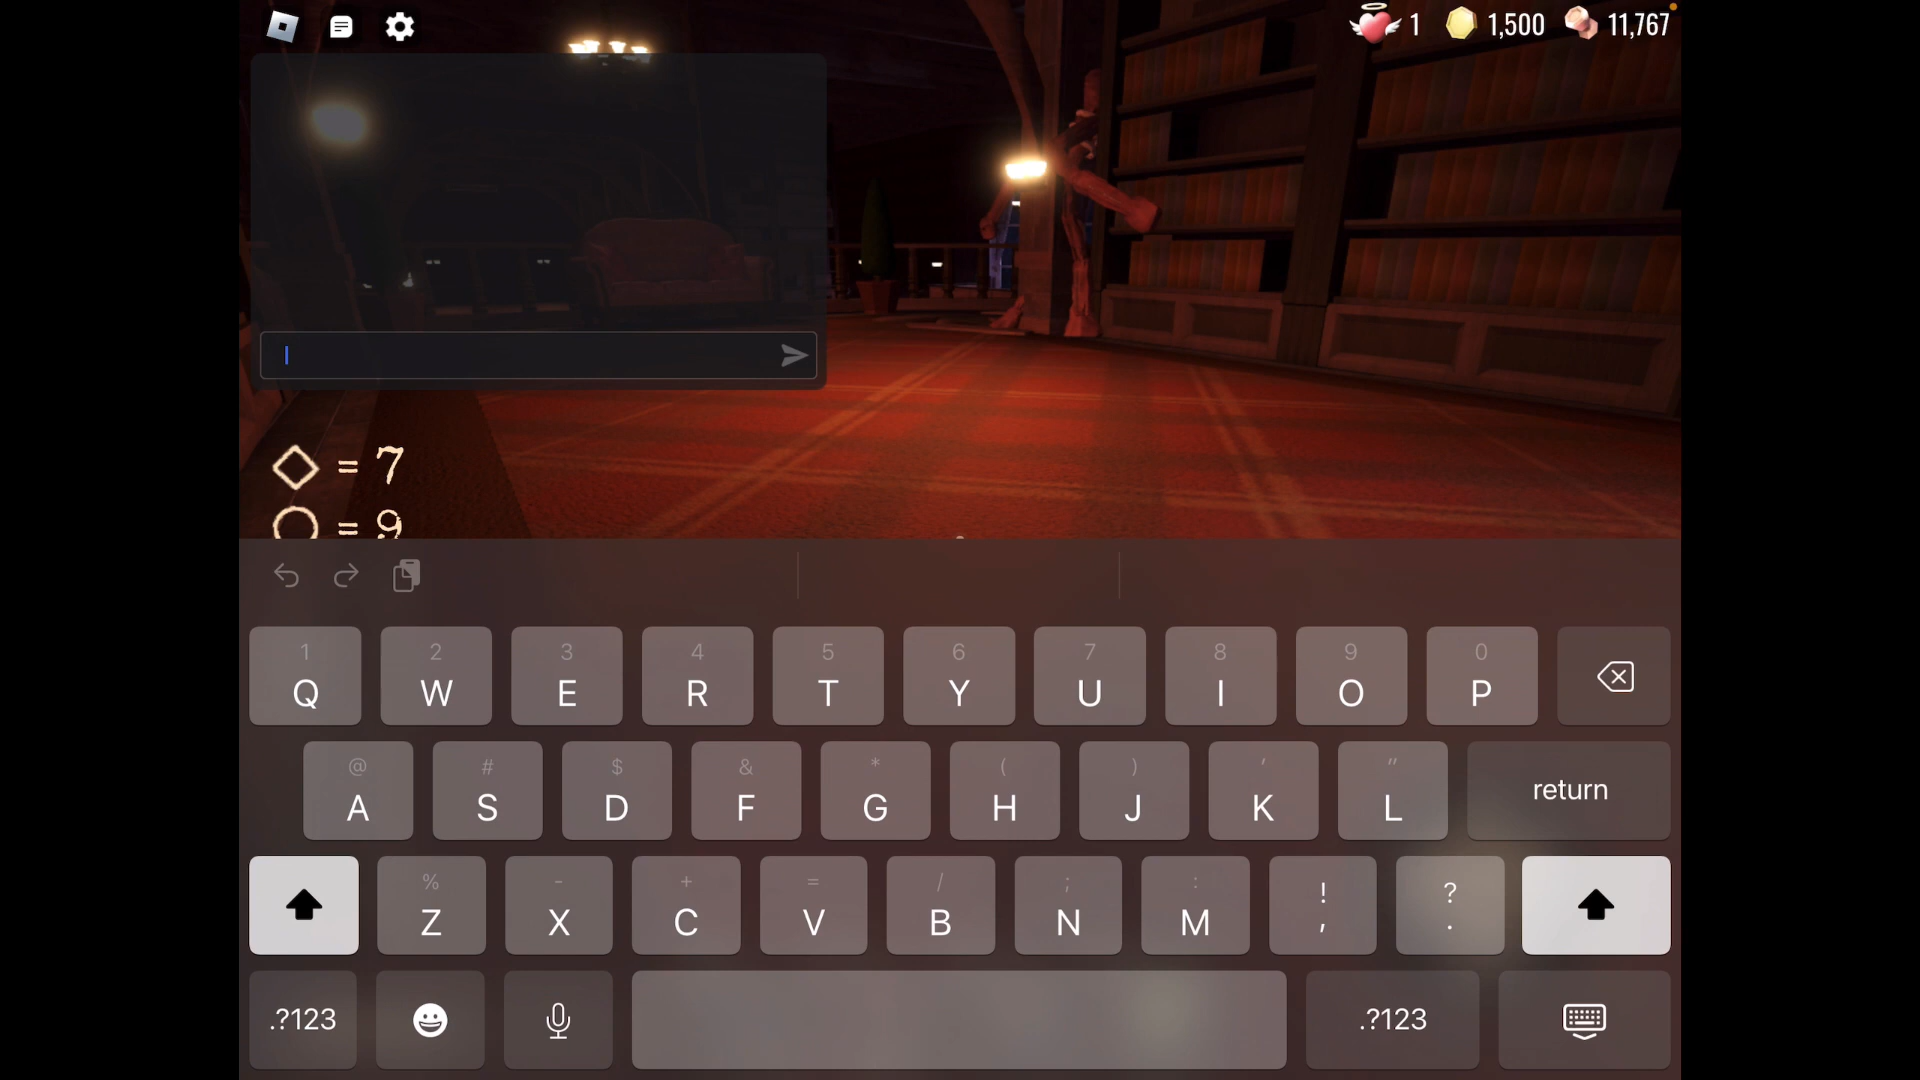 1 1,500 11,767
= 7
= 9
1 2 3 4 5 6 7 8 9 0
Q W E R T Y U I O P
@ # $ & * ( ) ' "
A S D F G H J K L return
% - + = / ; : ! ?
Z X C V B N M , .
.?123 .?123